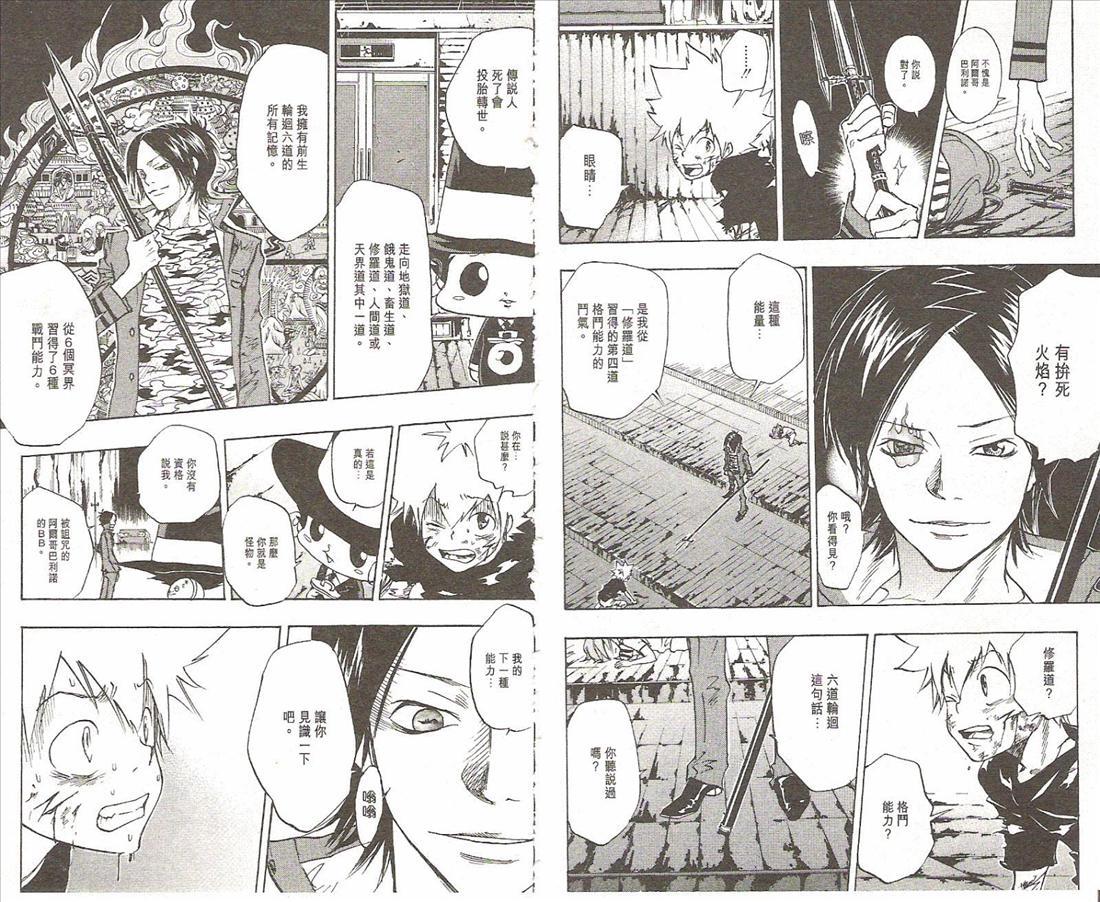 不愧是
阿爾哥
巴利諾。
你說
對了。
嚓
……！
眼睛…
有拚死
火焰？
哦？
你看得見？
這種
能量…
是我從
「修羅道」
習得的第四道
格鬥能力的
鬥氣。
修羅道？
格鬥
能力？
六道輪迴
這句話…
你聽說過
嗎？
傳說人
死了會
投胎轉世。
走向地獄道、
餓鬼道、畜生道、
修羅道、人間道或
天界道其中一道。
我擁有前生
輪迴六道的
所有記憶。
從6個冥界
習得了6種
戰鬥能力。
你在…
說甚麼？
若這是
真的…
那麼
你就是
怪物。
你沒有
資格
說我。
被詛咒的
阿爾哥巴利諾
的BB。
我的
下一種
能力…
讓你
見識一下
吧。